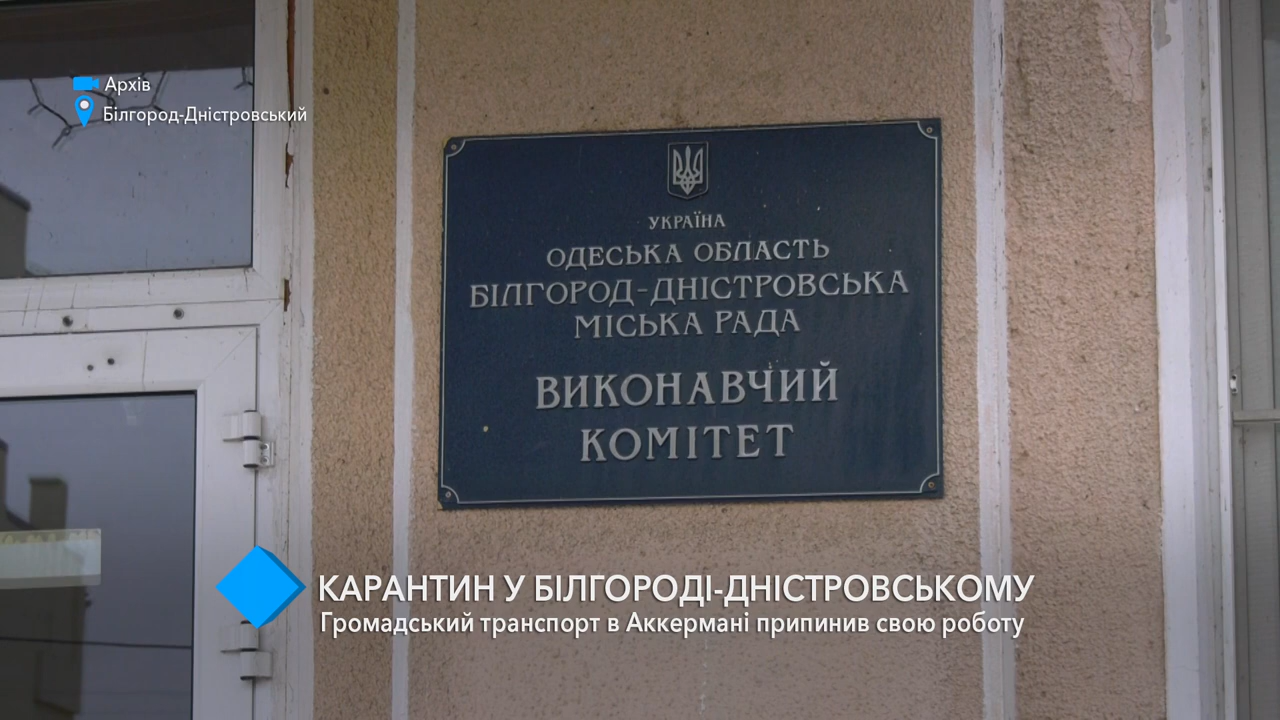 Архів
Білгород-Дністровський
УКРАЇНА
ОДЕСЬКА ОБЛАСТЬ
БІЛГОРОД-ДНІСТРОВСЬКА
МІСЬКА РАДА
ВИКОНАВЧИЙ
КОМІТЕТ
КАРАНТИН У БІЛГОРОДІ-ДНІСТРОВСЬКОМУ
Громадський транспорт в Аккермані припинив свою роботу